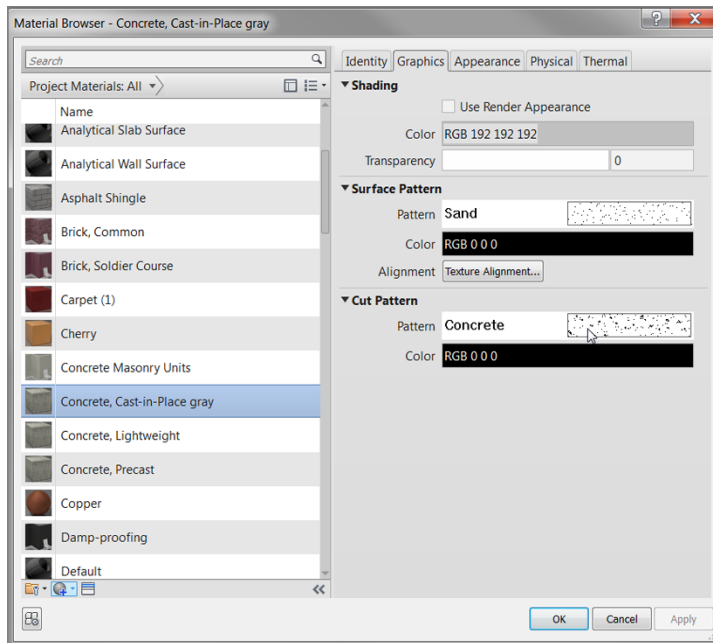 Material Browser - Concrete, Cast-in-Place gray
Search
Project Materials: All
Name
Analytical Slab Surface
Analytical Wall Surface
Asphalt Shingle
Brick, Common
Brick, Soldier Course
Carpet (1)
Cherry
Concrete Masonry Units
Concrete, Cast-in-Place gray
Concrete, Lightweight
Concrete, Precast
Copper
Damp-proofing
Default
Identity Graphics Appearance Physical Thermal
Shading
Use Render Appearance
Color RGB 192 192 192
Transparency 0
Surface Pattern
Pattern Sand
Color RGB 0 0 0
Alignment Texture Alignment...
Cut Pattern
Pattern Concrete
Color RGB 0 0 0
OK Cancel Apply